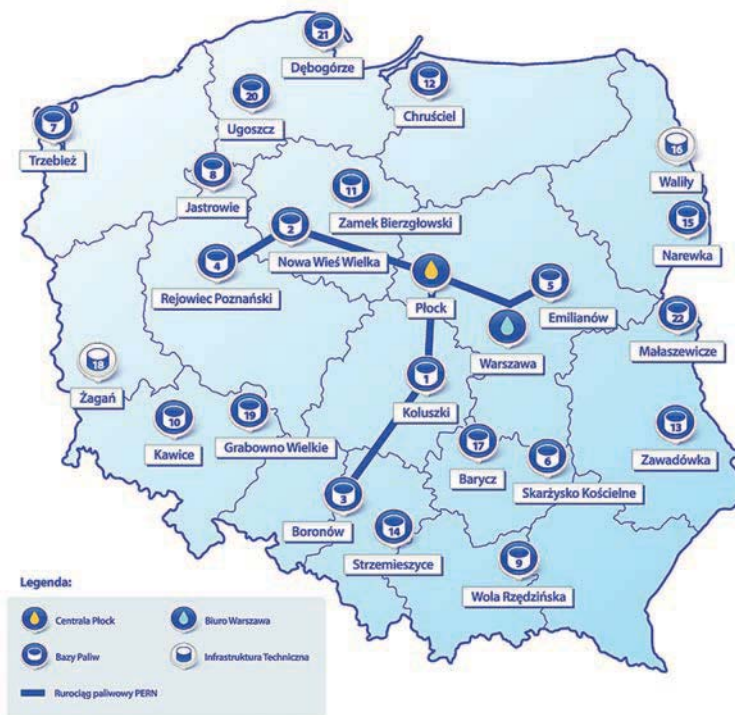 21
Dębogórze
12
Chruściel
20
Ugoszcz
7
Trzebież
16
Waliły
8
Jastrowie
11
Zamek Bierzgłowski
15
Narewka
2
Nowa Wieś Wielka
4
Rejowiec Poznański
Płock
5
Emilianów
22
Małaszewicze
Warszawa
18
Żagań
1
Koluszki
10
Kawice
19
Grabowno Wielkie
17
Barycz
6
Skarżysko Kościelne
13
Zawadówka
3
Boronów
14
Strzemieszyce
9
Wola Rzędzińska
Legenda:
Centrala Płock
Biuro Warszawa
Bazy Paliw
Infrastruktura Techniczna
Rurociąg paliwowy PERN